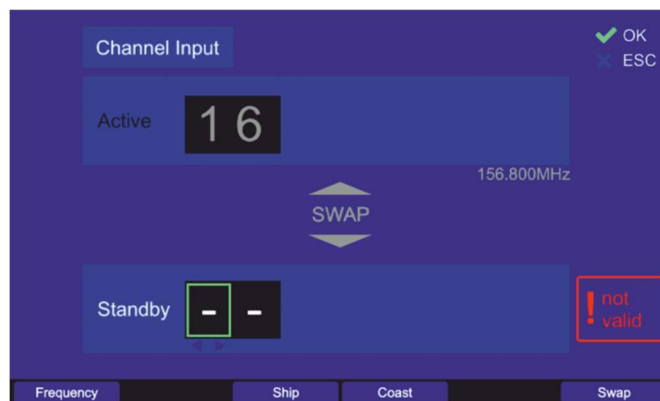 Channel Input
OK
ESC
Active 16
156.800MHz
SWAP
Standby - -
! not
valid
Frequency Ship Coast Swap